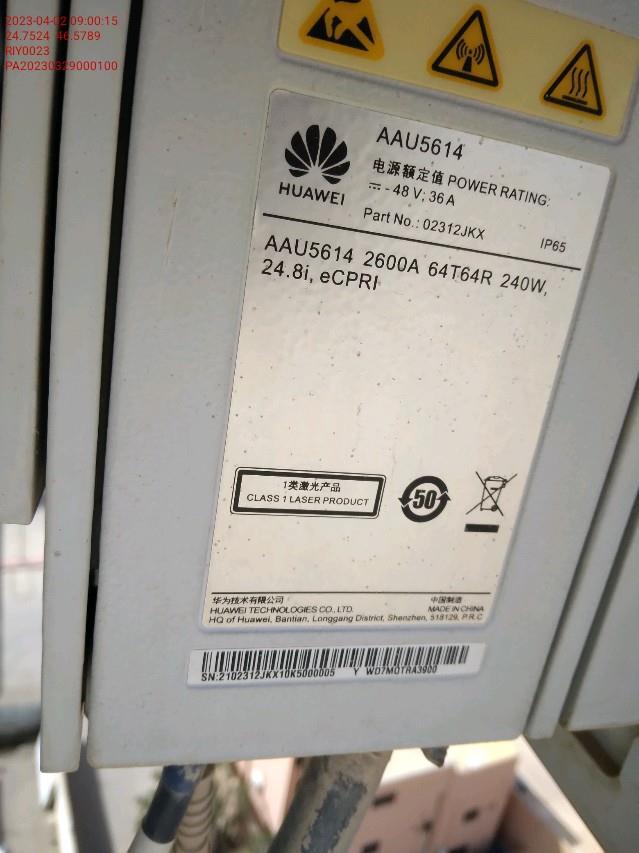 2023-04-02 09:00:15
24.7524 46.5789
RIY0023
PA20230329000100
HUAWEI
AAU5614
电源额定值 POWER RATING:
⎓ - 48 V; 36 A
Part No.: 02312JKX
IP65
AAU5614 2600A 64T64R 240W,
24.8i, eCPRI
1类激光产品
CLASS 1 LASER PRODUCT
50
华为技术有限公司
中国制造
HUAWEI TECHNOLOGIES CO., LTD.
MADE IN CHINA
HQ of Huawei, Bantian, Longgang District, Shenzhen, 518129, P.R.C
SN:2102312JKX10K5000005 Y WD7M0TRA3900